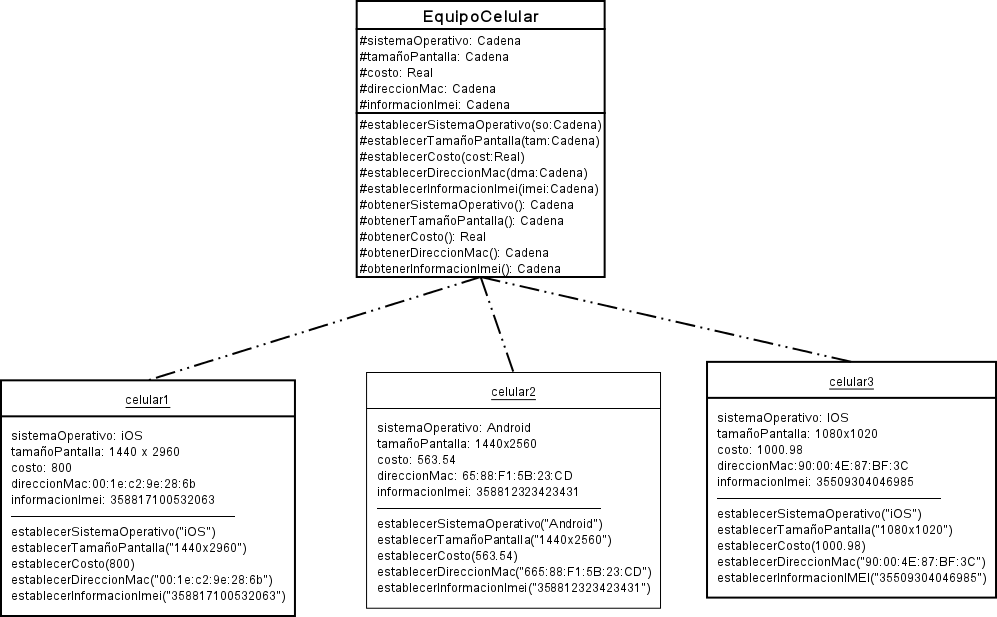 EquipoCelular
#sistemaOperativo: Cadena
#tamañoPantalla: Cadena
#costo: Real
#direccionMac: Cadena
#informacionImei: Cadena
#establecerSistemaOperativo(so:Cadena)
#establecerTamañoPantalla(tam:Cadena)
#establecerCosto(cost:Real)
#establecerDireccionMac(dma:Cadena)
#establecerInformacionImei(imei:Cadena)
#obtenerSistemaOperativo(): Cadena
#obtenerTamañoPantalla(): Cadena
#obtenerCosto(): Real
#obtenerDireccionMac(): Cadena
#obtenerInformacionImei(): Cadena
celular1
sistemaOperativo: iOS
tamañoPantalla: 1440 x 2960
costo: 800
direccionMac:00:1e:c2:9e:28:6b
informacionImei: 358817100532063
establecerSistemaOperativo("iOS")
establecerTamañoPantalla("1440x2960")
establecerCosto(800)
establecerDireccionMac("00:1e:c2:9e:28:6b")
establecerInformacionImei("358817100532063")
celular2
sistemaOperativo: Android
tamañoPantalla: 1440x2560
costo: 563.54
direccionMac: 65:88:F1:5B:23:CD
informacionImei: 358812323423431
establecerSistemaOperativo("Android")
establecerTamañoPantalla("1440x2560")
establecerCosto(563.54)
establecerDireccionMac("665:88:F1:5B:23:CD")
establecerInformacionImei("358812323423431")
celular3
sistemaOperativo: IOS
tamañoPantalla: 1080x1020
costo: 1000.98
direccionMac:90:00:4E:87:BF:3C
informacionImei: 35509304046985
establecerSistemaOperativo("iOS")
establecerTamañoPantalla("1080x1020")
establecerCosto(1000.98)
establecerDireccionMac("90:00:4E:87:BF:3C")
establecerInformacionIMEI("35509304046985")